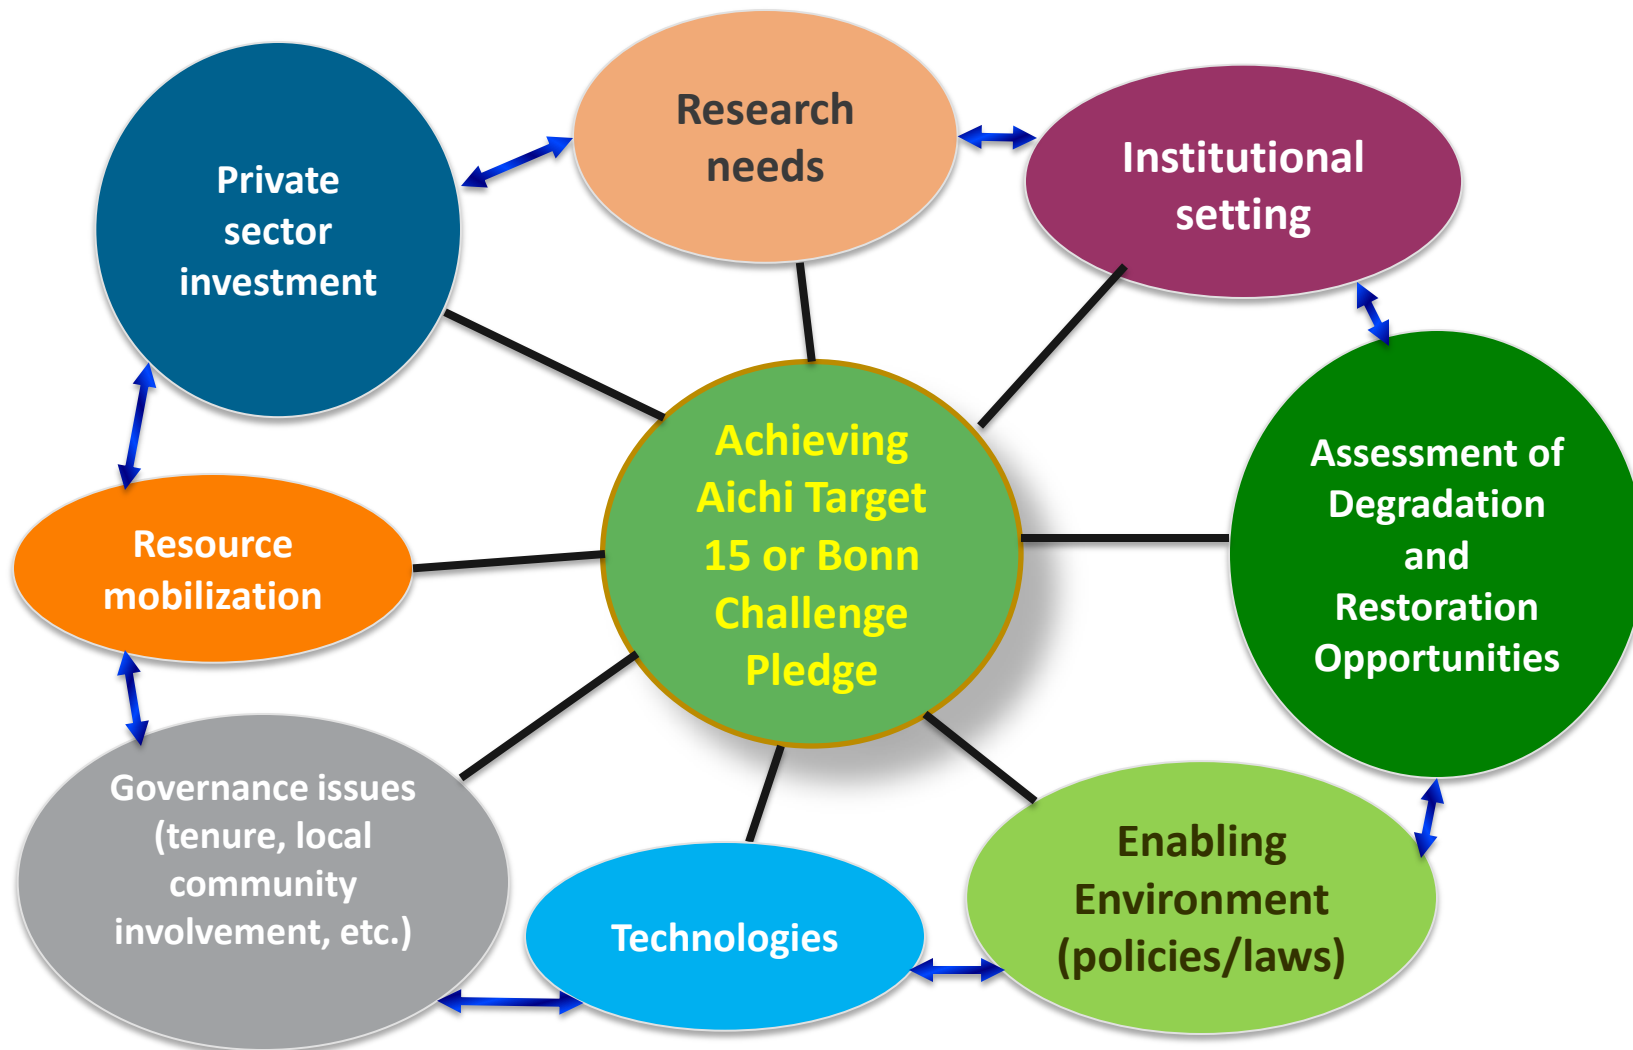 Research
needs
Institutional
setting
Private
sector
investment
Achieving
Aichi Target
15 or Bonn
Challenge
Pledge
Assessment of
Degradation
and
Restoration
Opportunities
Resource
mobilization
Governance issues
(tenure, local
community
involvement, etc.)
Technologies
Enabling
Environment
(policies/laws)